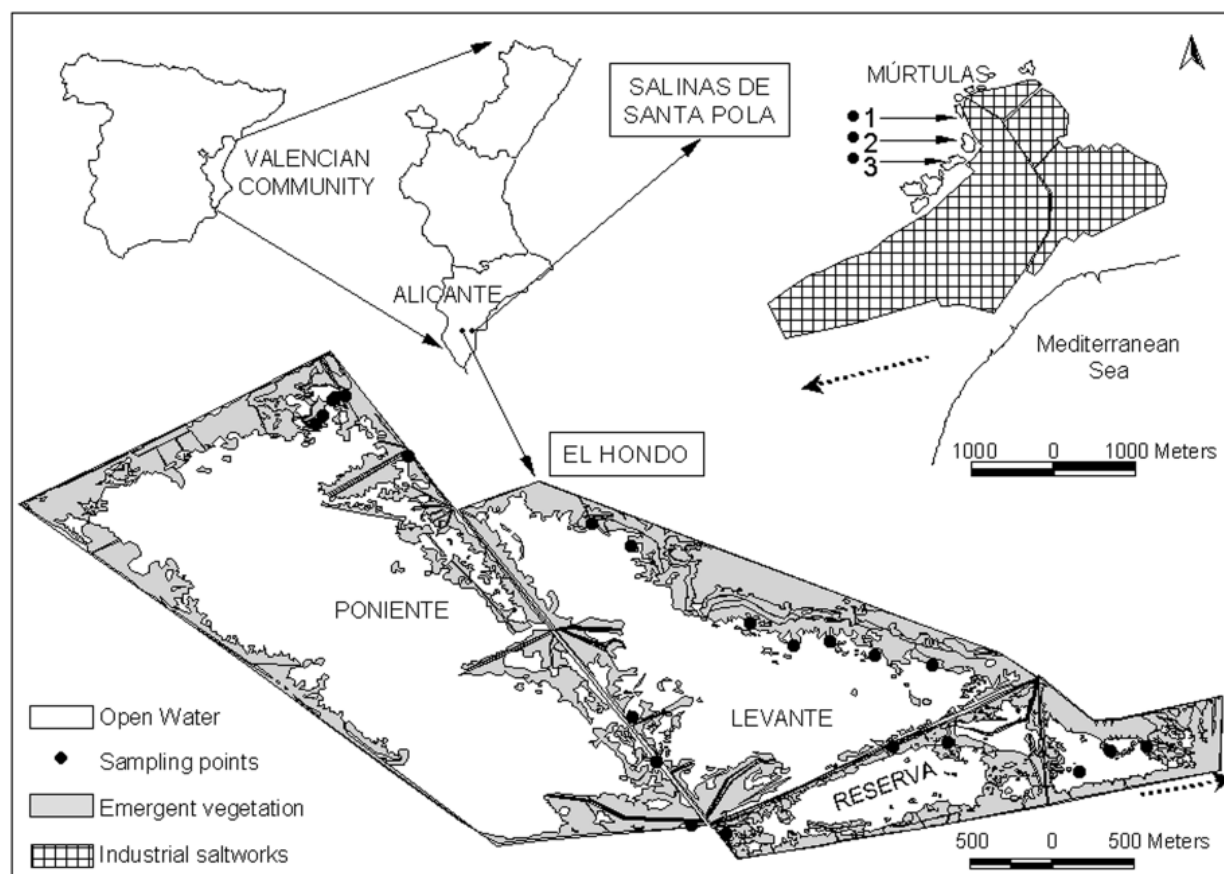 SALINAS DE
SANTA POLA
MÚRTULAS
1
2
3
VALENCIAN
COMMUNITY
ALICANTE
Mediterranean
Sea
1000 0 1000 Meters
EL HONDO
PONIENTE
LEVANTE
RESERVA
Open Water
Sampling points
Emergent vegetation
Industrial saltworks
500 0 500 Meters